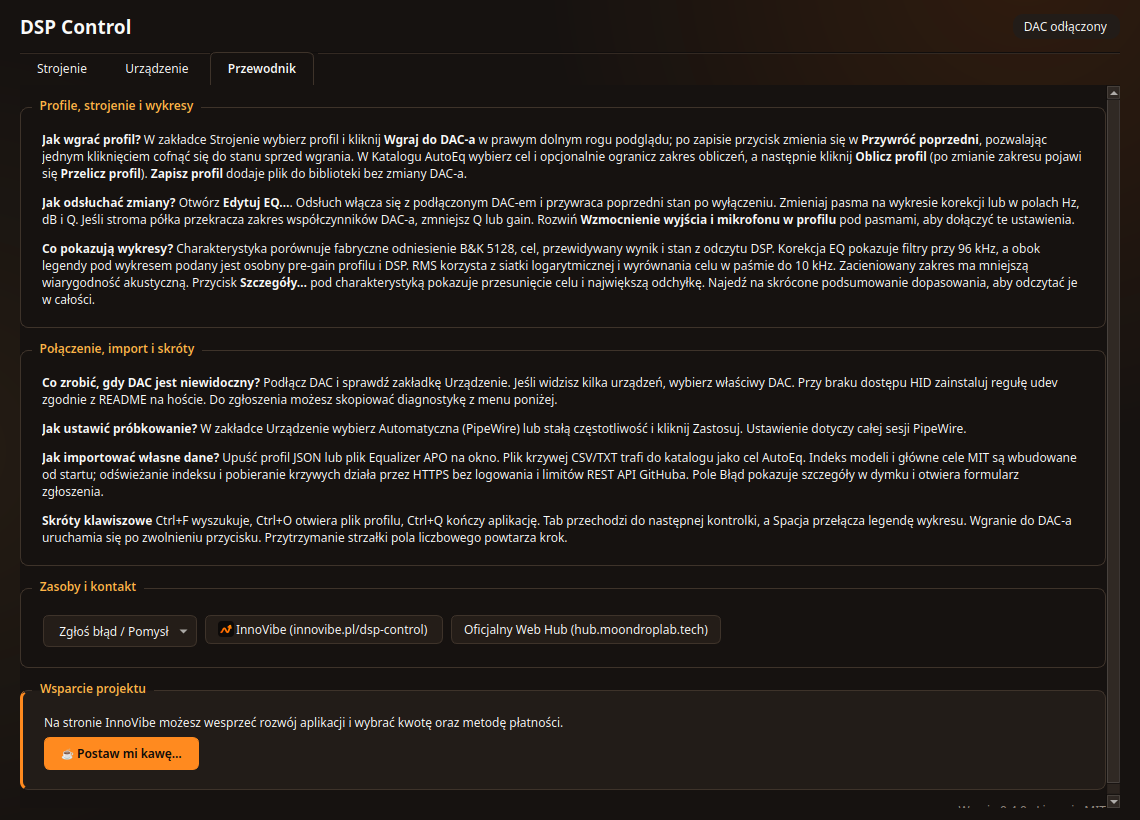 DSP Control
DAC odłączony
Strojenie
Urządzenie
Przewodnik
Profile, strojenie i wykresy
Jak wgrać profil? W zakładce Strojenie wybierz profil i kliknij Wgraj do DAC-a w prawym dolnym rogu podglądu; po zapisie przycisk zmienia się w Przywróć poprzedni, pozwalając
jednym kliknięciem cofnąć się do stanu sprzed wgrania. W Katalogu AutoEq wybierz cel i opcjonalnie ogranicz zakres obliczeń, a następnie kliknij Oblicz profil (po zmianie zakresu pojawi
się Przelicz profil). Zapisz profil dodaje plik do biblioteki bez zmiany DAC-a.
Jak odsłuchać zmiany? Otwórz Edytuj EQ.... Odsłuch włącza się z podłączonym DAC-em i przywraca poprzedni stan po wyłączeniu. Zmieniaj pasma na wykresie korekcji lub w polach Hz,
dB i Q. Jeśli stroma półka przekracza zakres współczynników DAC-a, zmniejsz Q lub gain. Rozwiń Wzmocnienie wyjścia i mikrofonu w profilu pod pasmami, aby dołączyć te ustawienia.
Co pokazują wykresy? Charakterystyka porównuje fabryczne odniesienie B&K 5128, cel, przewidywany wynik i stan z odczytu DSP. Korekcja EQ pokazuje filtry przy 96 kHz, a obok
legendy pod wykresem podany jest osobny pre-gain profilu i DSP. RMS korzysta z siatki logarytmicznej i wyrównania celu w paśmie do 10 kHz. Zacieniowany zakres ma mniejszą
wiarygodność akustyczną. Przycisk Szczegóły... pod charakterystyką pokazuje przesunięcie celu i największą odchyłkę. Najedź na skrócone podsumowanie dopasowania, aby odczytać je
w całości.
Połączenie, import i skróty
Co zrobić, gdy DAC jest niewidoczny? Podłącz DAC i sprawdź zakładkę Urządzenie. Jeśli widzisz kilka urządzeń, wybierz właściwy DAC. Przy braku dostępu HID zainstaluj regułę udev
zgodnie z README na hoście. Do zgłoszenia możesz skopiować diagnostykę z menu poniżej.
Jak ustawić próbkowanie? W zakładce Urządzenie wybierz Automatyczna (PipeWire) lub stałą częstotliwość i kliknij Zastosuj. Ustawienie dotyczy całej sesji PipeWire.
Jak importować własne dane? Upuść profil JSON lub plik Equalizer APO na okno. Plik krzywej CSV/TXT trafi do katalogu jako cel AutoEq. Indeks modeli i główne cele MIT są wbudowane
od startu; odświeżanie indeksu i pobieranie krzywych działa przez HTTPS bez logowania i limitów REST API GitHuba. Pole Błąd pokazuje szczegóły w dymku i otwiera formularz
zgłoszenia.
Skróty klawiszowe Ctrl+F wyszukuje, Ctrl+O otwiera plik profilu, Ctrl+Q kończy aplikację. Tab przechodzi do następnej kontrolki, a Spacja przełącza legendę wykresu. Wgranie do DAC-a
uruchamia się po zwolnieniu przycisku. Przytrzymanie strzałki pola liczbowego powtarza krok.
Zasoby i kontakt
Zgłoś błąd / Pomysł
InnoVibe (innovibe.pl/dsp-control)
Oficjalny Web Hub (hub.moondroplab.tech)
Wsparcie projektu
Na stronie InnoVibe możesz wesprzeć rozwój aplikacji i wybrać kwotę oraz metodę płatności.
Postaw mi kawę...